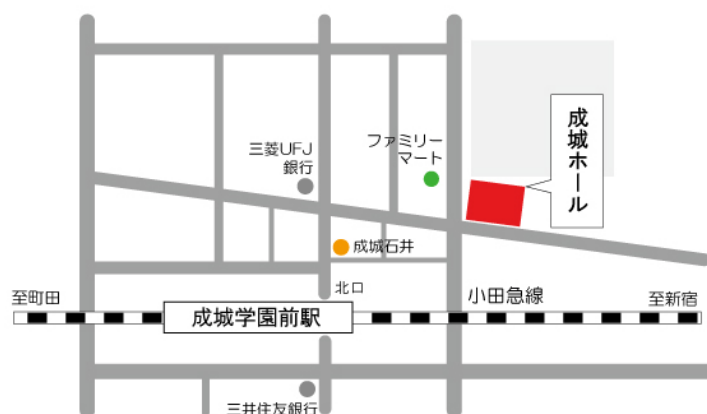 三菱UFJ
銀行
ファミリー
マート
成城ホール
成城石井
北口
至町田
小田急線
至新宿
成城学園前駅
三井住友銀行